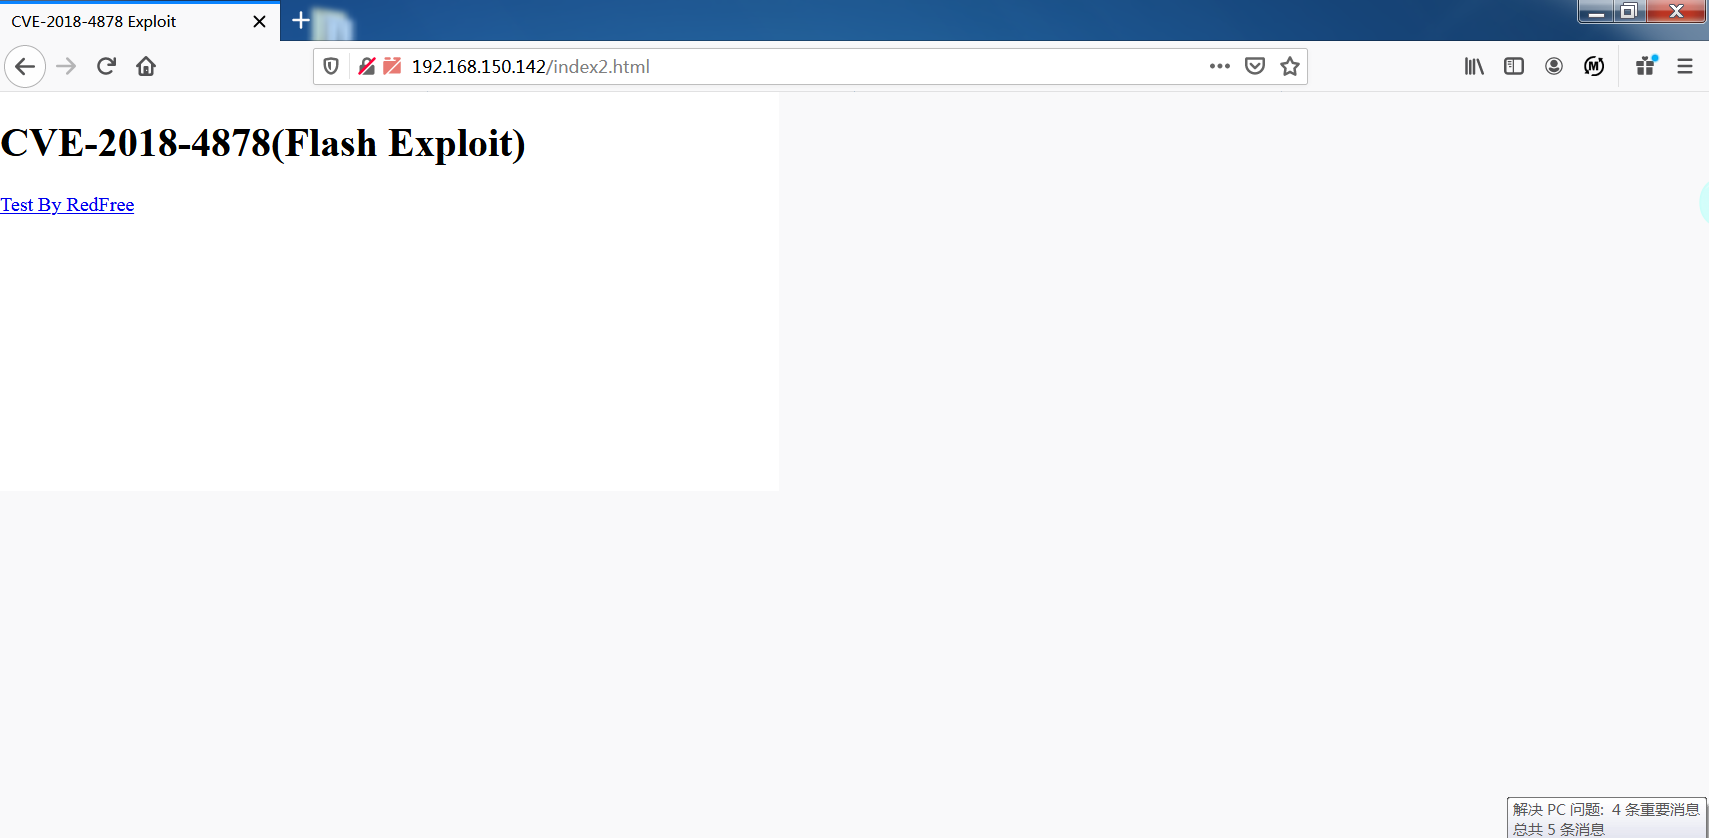 CVE-2018-4878 Exploit
192.168.150.142/index2.html
CVE-2018-4878(Flash Exploit)
Test By RedFree
解决 PC 问题: 4 条重要消息
总共 5 条消息